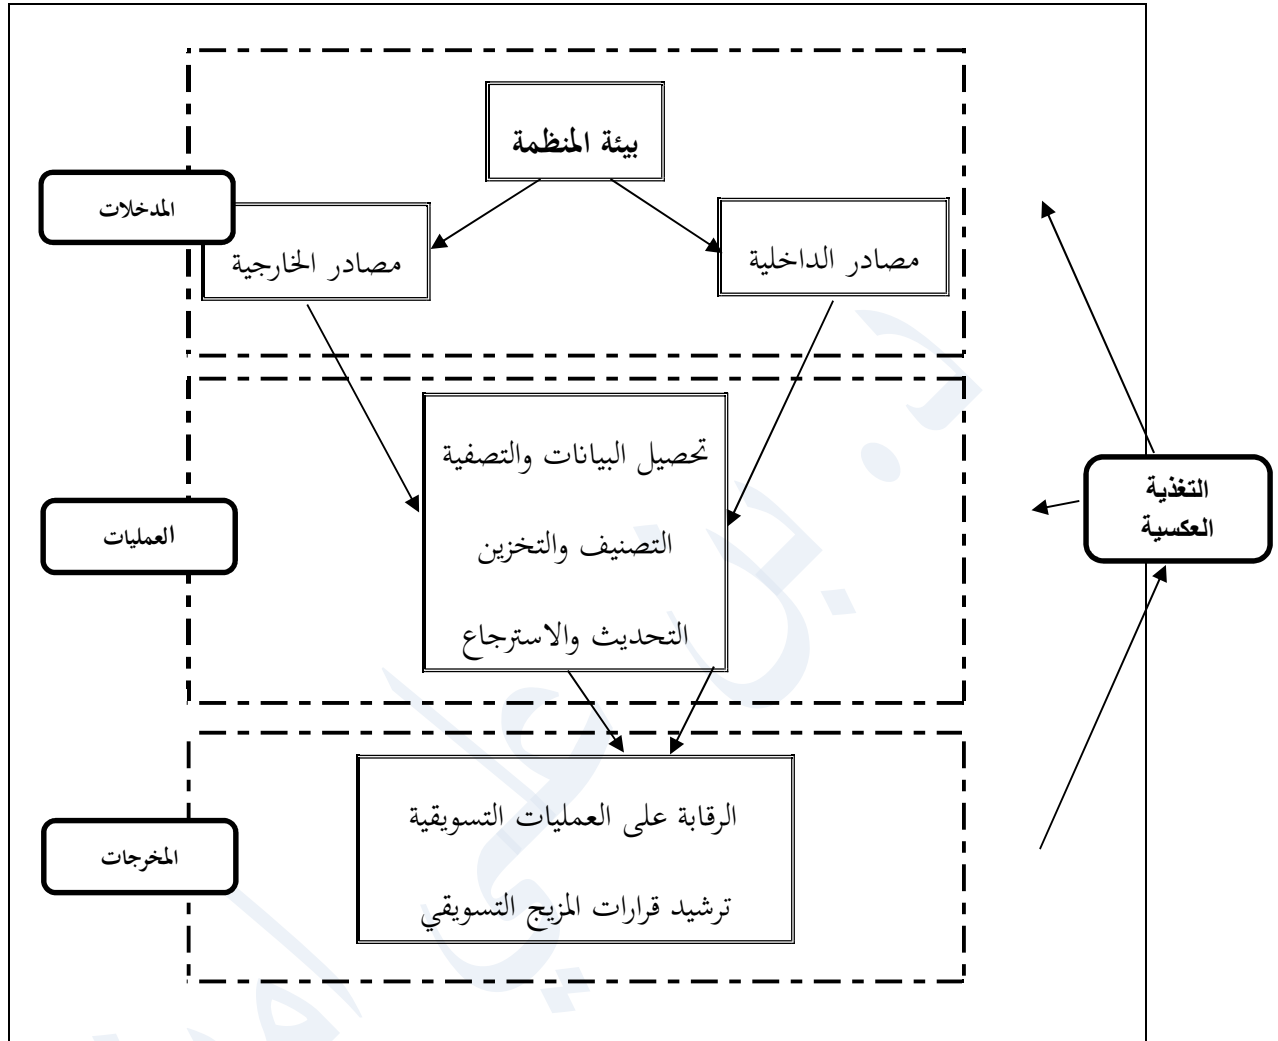 بيئة المنظمة
المدخلات
مصادر الداخلية
مصادر الخارجية
تحصيل البيانات والتصفية
التصنيف والتخزين
التحديث والاسترجاع
العمليات
التغذية
العكسية
الرقابة على العمليات التسويقية
ترشيد قرارات المزيج التسويقي
المخرجات